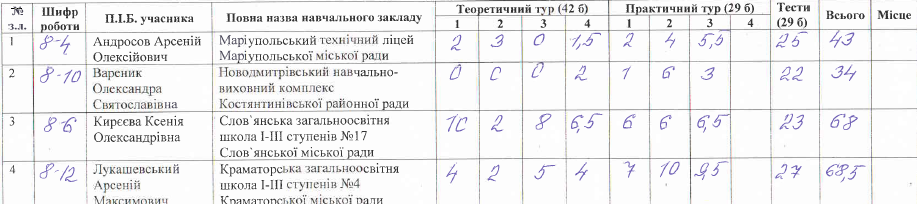 № з.п. Шифр роботи П.І.Б. учасника Повна назва навчального закладу Теоретичний тур (42 б) Практичний тур (29 б) Тести (29 б) Всього Місце
1 2 3 4 1 2 3 4
1 8-4 Андросов Арсеній Маріупольський технічний ліцей 2 3 0 1,5 2 4 5,5 25 43
Олексійович Маріупольської міської ради
2 8-10 Вареник Новодмитрівський навчально- 0 0 0 2 1 6 3 22 34
Олександра виховний комплекс
Святославівна Костянтинівської районної ради
3 8-6 Кирєєва Ксенія Слов`янська загальноосвітня 10 2 8 6,5 6 6 6,5 23 68
Олександрівна школа І-ІІІ ступенів №17
Слов`янської міської ради
4 8-12 Лукашевський Краматорська загальноосвітня 4 2 5 4 7 10 9,5 27 68,5
Арсеній школа І-ІІІ ступенів №4
Максимович Краматорської міської ради